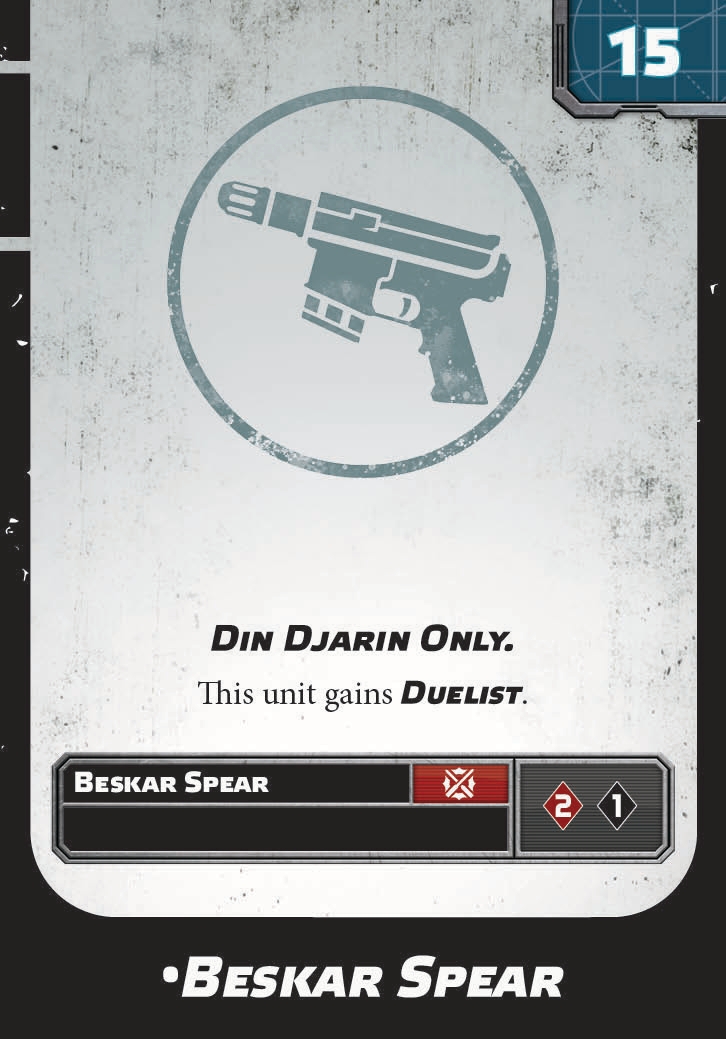 15
Din Djarin Only.
This unit gains Duelist.
Beskar Spear
2 1
•Beskar Spear